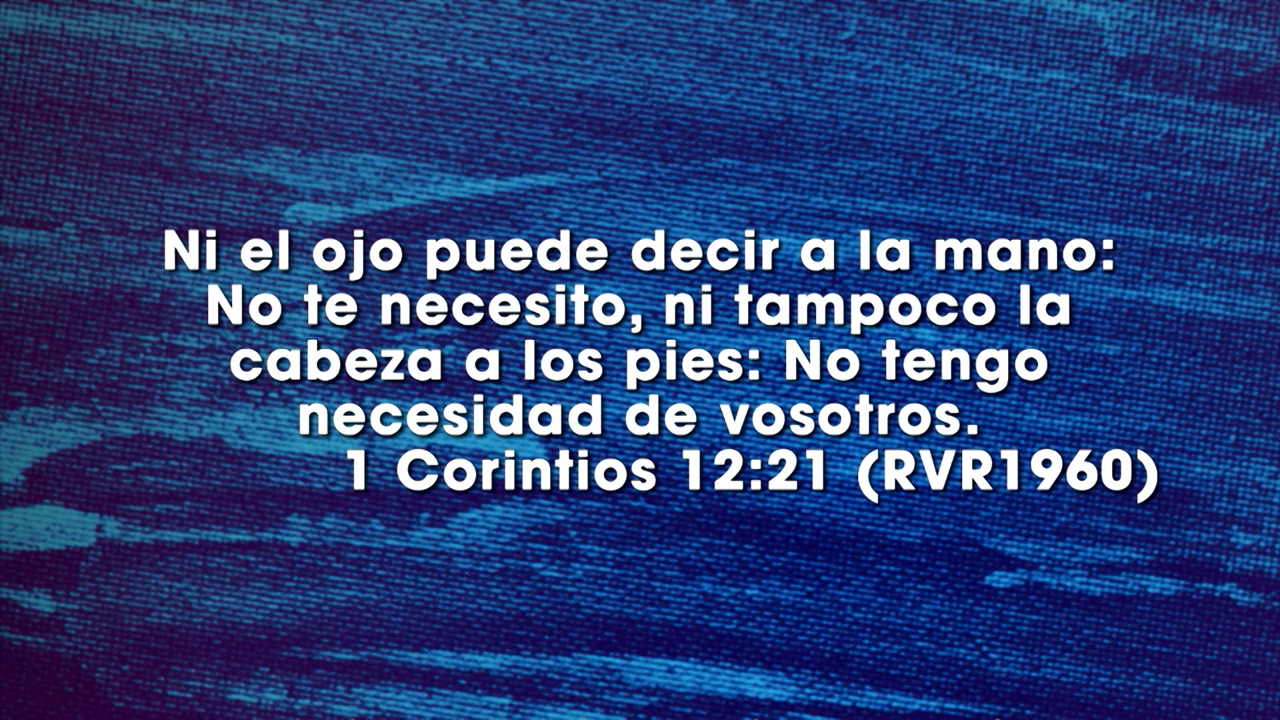 Ni el ojo puede decir a la mano:
No te necesito, ni tampoco la
cabeza a los pies: No tengo
necesidad de vosotros.
1 Corintios 12:21 (RVR1960)